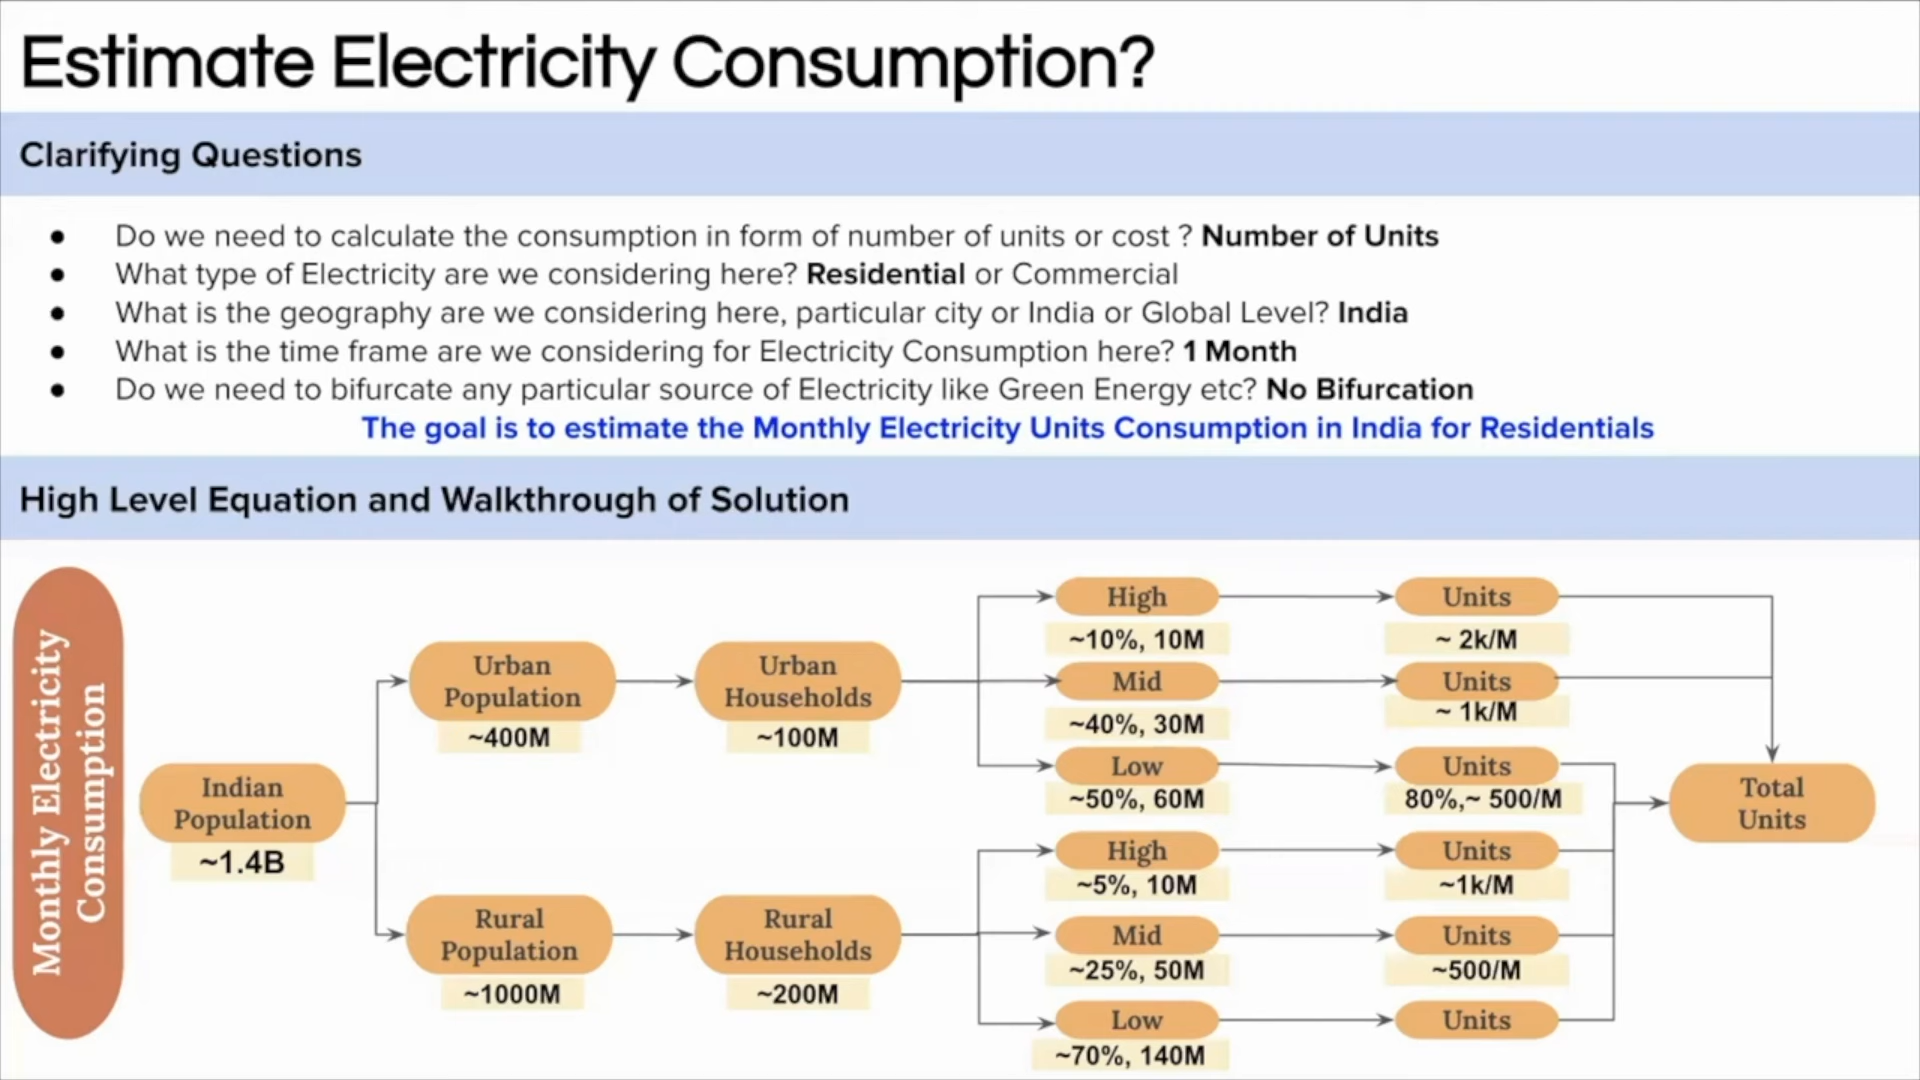 Estimate Electricity Consumption?
Clarifying Questions
● Do we need to calculate the consumption in form of number of units or cost ? Number of Units
● What type of Electricity are we considering here? Residential or Commercial
● What is the geography are we considering here, particular city or India or Global Level? India
● What is the time frame are we considering for Electricity Consumption here? 1 Month
● Do we need to bifurcate any particular source of Electricity like Green Energy etc? No Bifurcation
The goal is to estimate the Monthly Electricity Units Consumption in India for Residentials
High Level Equation and Walkthrough of Solution
Monthly Electricity
Consumption
Indian
Population
~1.4B
Urban
Population
~400M
Urban
Households
~100M
High
~10%, 10M
Units
~ 2k/M
Mid
~40%, 30M
Units
~ 1k/M
Low
~50%, 60M
Units
80%,~ 500/M
Rural
Population
~1000M
Rural
Households
~200M
High
~5%, 10M
Units
~1k/M
Mid
~25%, 50M
Units
~500/M
Low
~70%, 140M
Units
Total
Units